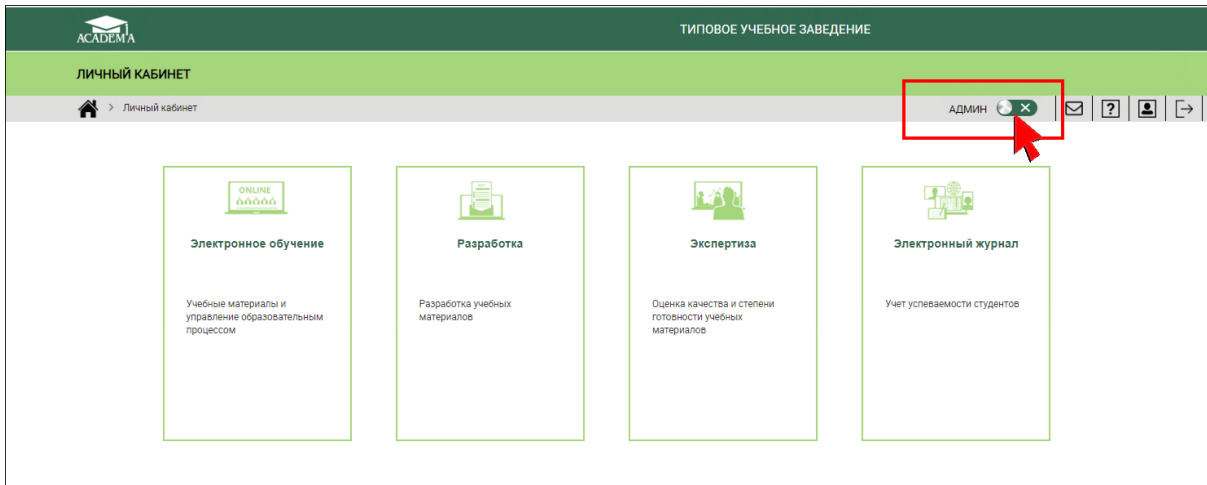 ACADEMIA
ТИПОВОЕ УЧЕБНОЕ ЗАВЕДЕНИЕ
ЛИЧНЫЙ КАБИНЕТ
> Личный кабинет
АДМИН
?
ONLINE
Электронное обучение
Учебные материалы и
управление образовательным
процессом
Разработка
Разработка учебных
материалов
Экспертиза
Оценка качества и степени
готовности учебных
материалов
Электронный журнал
Учет успеваемости студентов